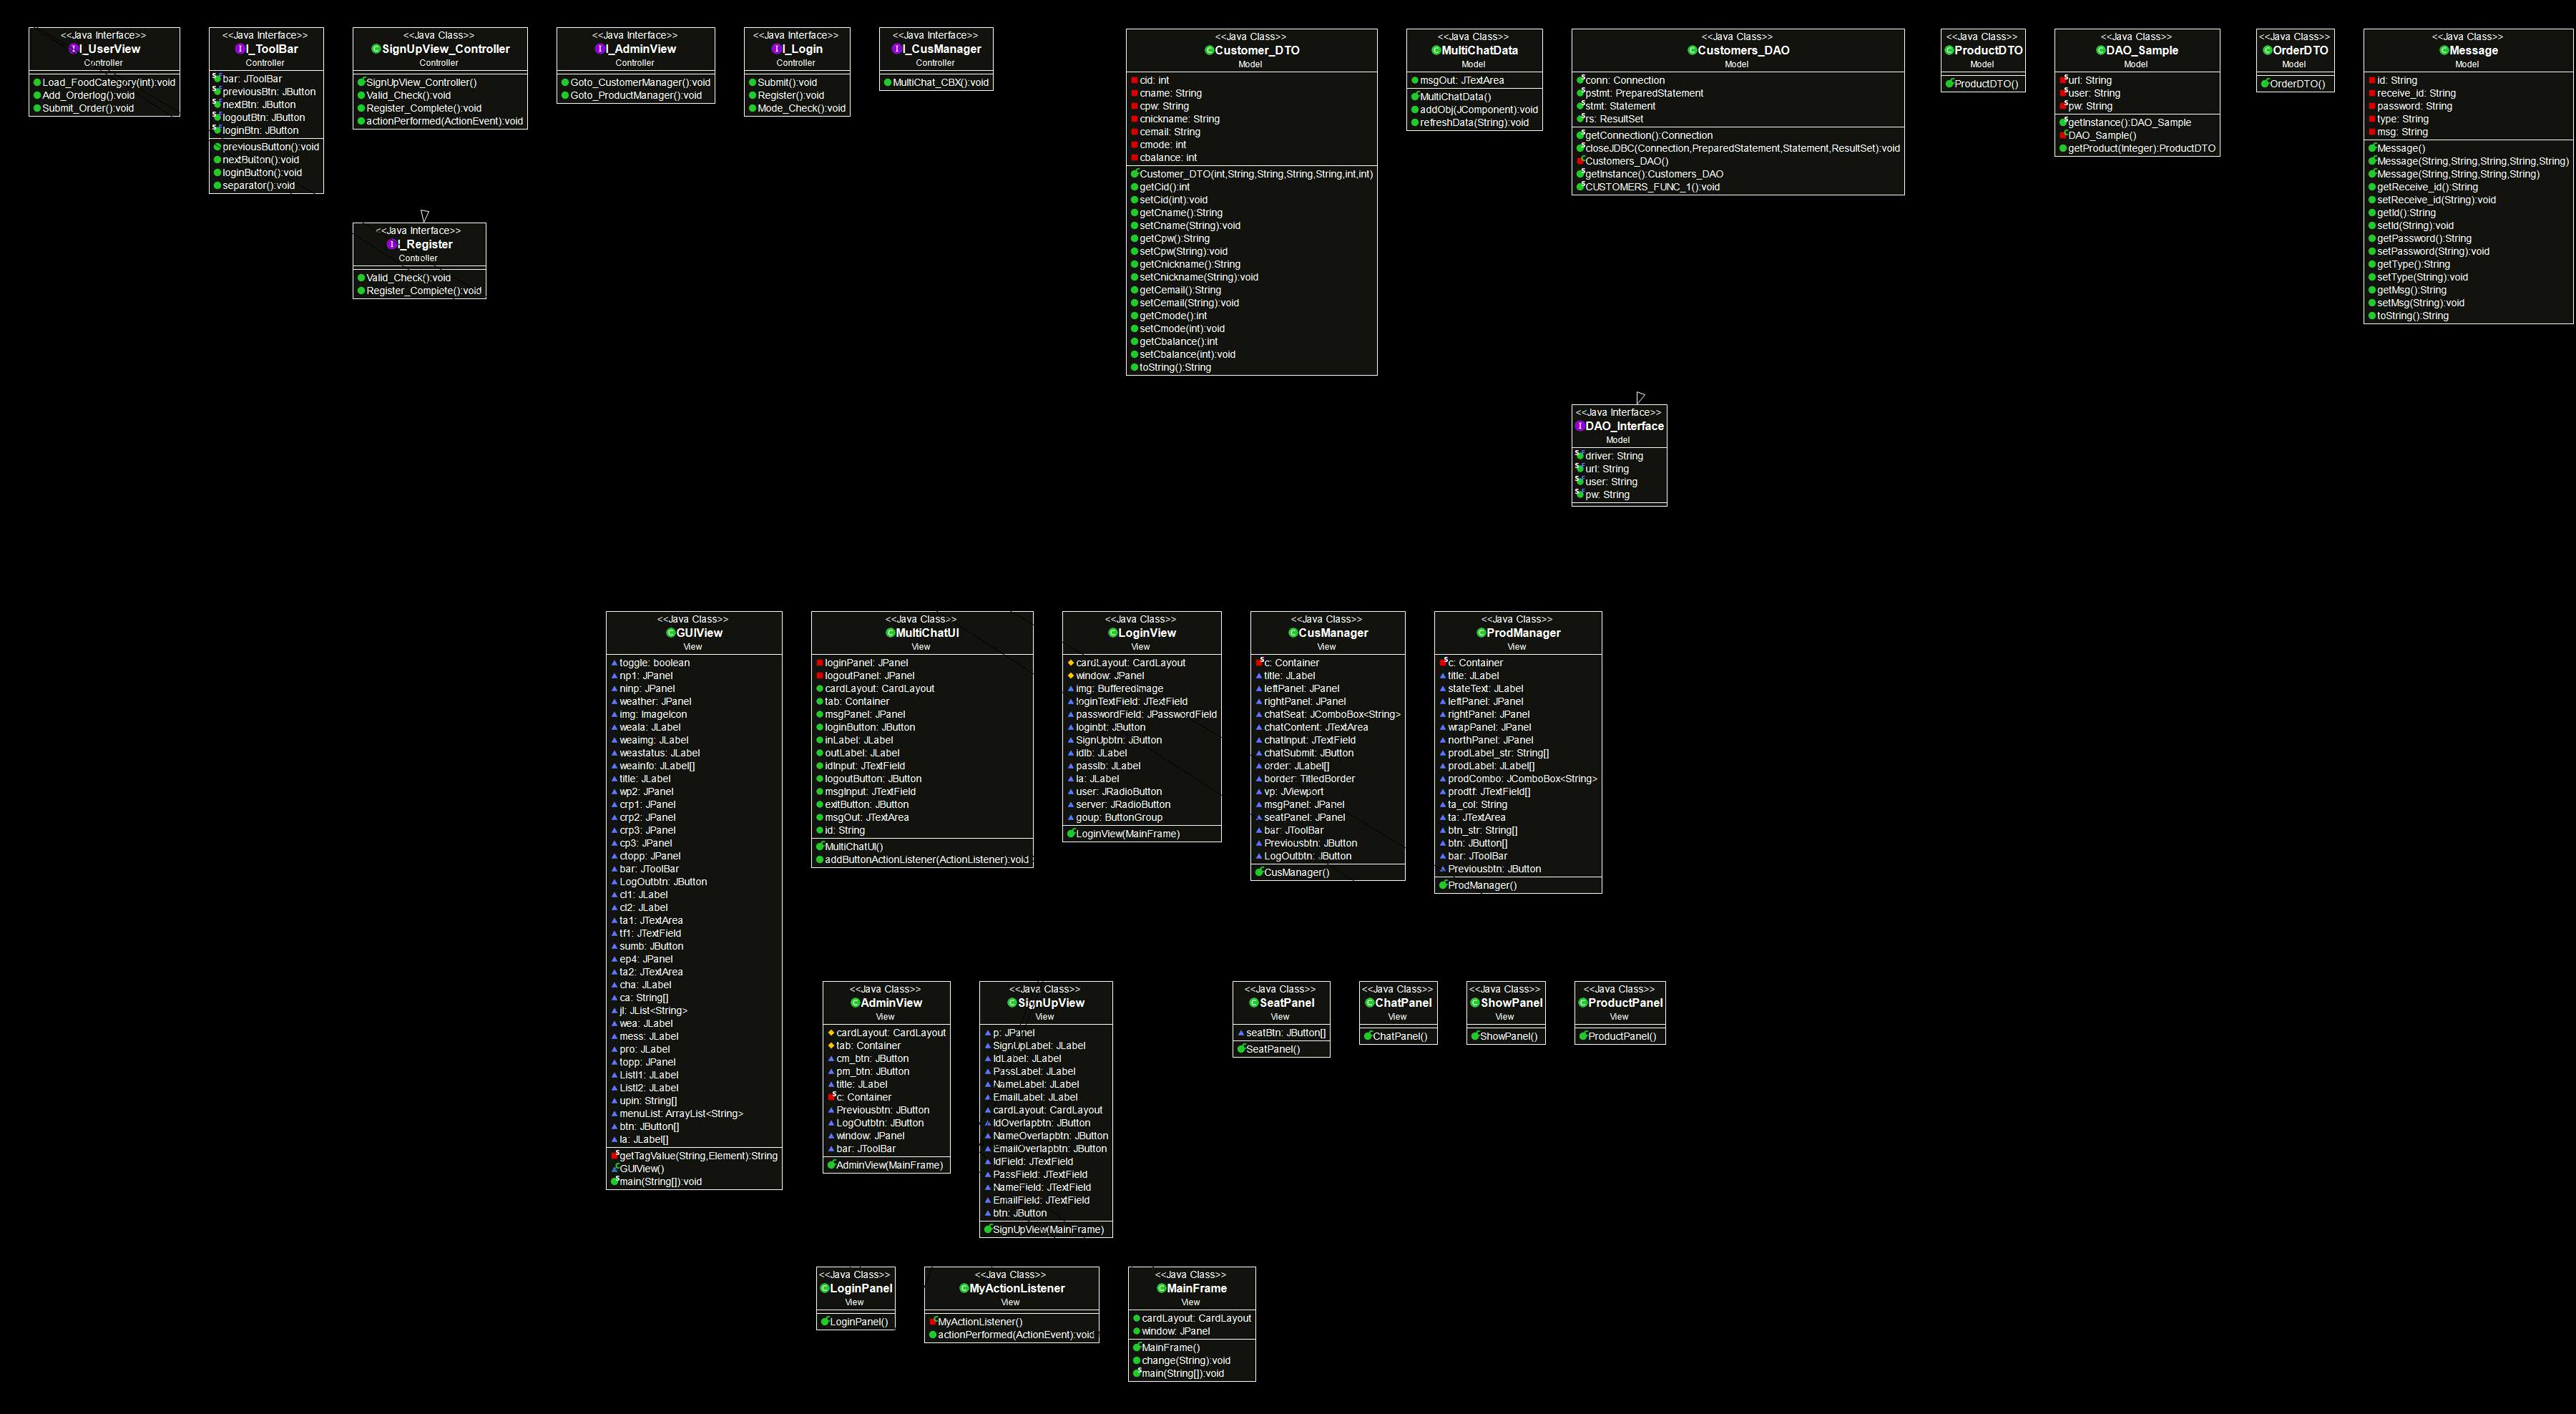 <<Java Interface>>
I_UserView
Controller
Load_FoodCategory(int):void
Add_Orderlog():void
Submit_Order():void
<<Java Interface>>
I_ToolBar
Controller
bar: JToolBar
previousBtn: JButton
nextBtn: JButton
logoutBtn: JButton
loginBtn: JButton
previousButton():void
nextButton():void
loginButton():void
separator():void
<<Java Class>>
SignUpView_Controller
Controller
SignUpView_Controller()
Valid_Check():void
Register_Complete():void
actionPerformed(ActionEvent):void
<<Java Interface>>
I_AdminView
Controller
Goto_CustomerManager():void
Goto_ProductManager():void
<<Java Interface>>
I_Login
Controller
Submit():void
Register():void
Mode_Check():void
<<Java Interface>>
I_CusManager
Controller
MultiChat_CBX():void
<<Java Interface>>
I_Register
Controller
Valid_Check():void
Register_Complete():void
<<Java Class>>
Customer_DTO
Model
cid: int
cname: String
cpw: String
cnickname: String
cemail: String
cmode: int
cbalance: int
Customer_DTO(int,String,String,String,String,int,int)
getCid():int
setCid(int):void
getCname():String
setCname(String):void
getCpw():String
setCpw(String):void
getCnickname():String
setCnickname(String):void
getCemail():String
setCemail(String):void
getCmode():int
setCmode(int):void
getCbalance():int
setCbalance(int):void
toString():String
<<Java Class>>
MultiChatData
Model
msgOut: JTextArea
MultiChatData()
addObj(JComponent):void
refreshData(String):void
<<Java Class>>
Customers_DAO
Model
conn: Connection
pstmt: PreparedStatement
stmt: Statement
rs: ResultSet
getConnection():Connection
closeJDBC(Connection,PreparedStatement,Statement,ResultSet):void
Customers_DAO()
getInstance():Customers_DAO
CUSTOMERS_FUNC_1():void
<<Java Class>>
ProductDTO
Model
ProductDTO()
<<Java Class>>
DAO_Sample
Model
url: String
user: String
pw: String
getInstance():DAO_Sample
DAO_Sample()
getProduct(Integer):ProductDTO
<<Java Class>>
OrderDTO
Model
OrderDTO()
<<Java Class>>
Message
Model
id: String
receive_id: String
password: String
type: String
msg: String
Message()
Message(String,String,String,String,String)
Message(String,String,String,String)
getReceive_id():String
setReceive_id(String):void
getId():String
setId(String):void
getPassword():String
setPassword(String):void
getType():String
setType(String):void
getMsg():String
setMsg(String):void
toString():String
<<Java Interface>>
DAO_Interface
Model
driver: String
url: String
user: String
pw: String
<<Java Class>>
GUIView
View
toggle: boolean
np1: JPanel
ninp: JPanel
weather: JPanel
img: ImageIcon
weala: JLabel
weaimg: JLabel
weastatus: JLabel
weainfo: JLabel[]
title: JLabel
wp2: JPanel
crp1: JPanel
crp2: JPanel
crp3: JPanel
cp3: JPanel
ctopp: JPanel
bar: JToolBar
LogOutbtn: JButton
cl1: JLabel
cl2: JLabel
ta1: JTextArea
tf1: JTextField
sumb: JButton
ep4: JPanel
ta2: JTextArea
cha: JLabel
ca: String[]
jl: JList<String>
wea: JLabel
mess: JLabel
pro: JLabel
topp: JPanel
Listl1: JLabel
Listl2: JLabel
upin: String[]
menuList: ArrayList<String>
btn: JButton[]
la: JLabel[]
getTagValue(String,Element):String
GUIView()
main(String[]):void
<<Java Class>>
MultiChatUI
View
loginPanel: JPanel
logoutPanel: JPanel
cardLayout: CardLayout
tab: Container
msgPanel: JPanel
loginButton: JButton
inLabel: JLabel
outLabel: JLabel
idInput: JTextField
logoutButton: JButton
msgInput: JTextField
exitButton: JButton
msgOut: JTextArea
id: String
MultiChatUI()
addButtonActionListener(ActionListener):void
<<Java Class>>
LoginView
View
cardLayout: CardLayout
window: JPanel
img: BufferedImage
loginTextField: JTextField
passwordField: JPasswordField
loginbt: JButton
SignUpbtn: JButton
idlb: JLabel
passlb: JLabel
la: JLabel
user: JRadioButton
server: JRadioButton
goup: ButtonGroup
LoginView(MainFrame)
<<Java Class>>
CusManager
View
c: Container
title: JLabel
leftPanel: JPanel
rightPanel: JPanel
chatSeat: JComboBox<String>
chatContent: JTextArea
chatInput: JTextField
chatSubmit: JButton
order: JLabel[]
border: TitledBorder
vp: JViewport
msgPanel: JPanel
seatPanel: JPanel
bar: JToolBar
Previousbtn: JButton
LogOutbtn: JButton
CusManager()
<<Java Class>>
ProdManager
View
c: Container
title: JLabel
stateText: JLabel
leftPanel: JPanel
rightPanel: JPanel
wrapPanel: JPanel
northPanel: JPanel
prodLabel_str: String[]
prodLabel: JLabel[]
prodCombo: JComboBox<String>
prodtf: JTextField[]
ta_col: String
ta: JTextArea
btn_str: String[]
btn: JButton[]
bar: JToolBar
Previousbtn: JButton
ProdManager()
<<Java Class>>
AdminView
View
cardLayout: CardLayout
tab: Container
cm_btn: JButton
pm_btn: JButton
title: JLabel
c: Container
Previousbtn: JButton
LogOutbtn: JButton
window: JPanel
bar: JToolBar
AdminView(MainFrame)
<<Java Class>>
SignUpView
View
p: JPanel
SignUpLabel: JLabel
IdLabel: JLabel
PassLabel: JLabel
NameLabel: JLabel
EmailLabel: JLabel
cardLayout: CardLayout
IdOverlapbtn: JButton
NameOverlapbtn: JButton
EmailOverlapbtn: JButton
IdField: JTextField
PassField: JTextField
NameField: JTextField
EmailField: JTextField
btn: JButton
SignUpView(MainFrame)
<<Java Class>>
SeatPanel
View
seatBtn: JButton[]
SeatPanel()
<<Java Class>>
ChatPanel
View
ChatPanel()
<<Java Class>>
ShowPanel
View
ShowPanel()
<<Java Class>>
ProductPanel
View
ProductPanel()
<<Java Class>>
LoginPanel
View
LoginPanel()
<<Java Class>>
MyActionListener
View
MyActionListener()
actionPerformed(ActionEvent):void
<<Java Class>>
MainFrame
View
cardLayout: CardLayout
window: JPanel
MainFrame()
change(String):void
main(String[]):void